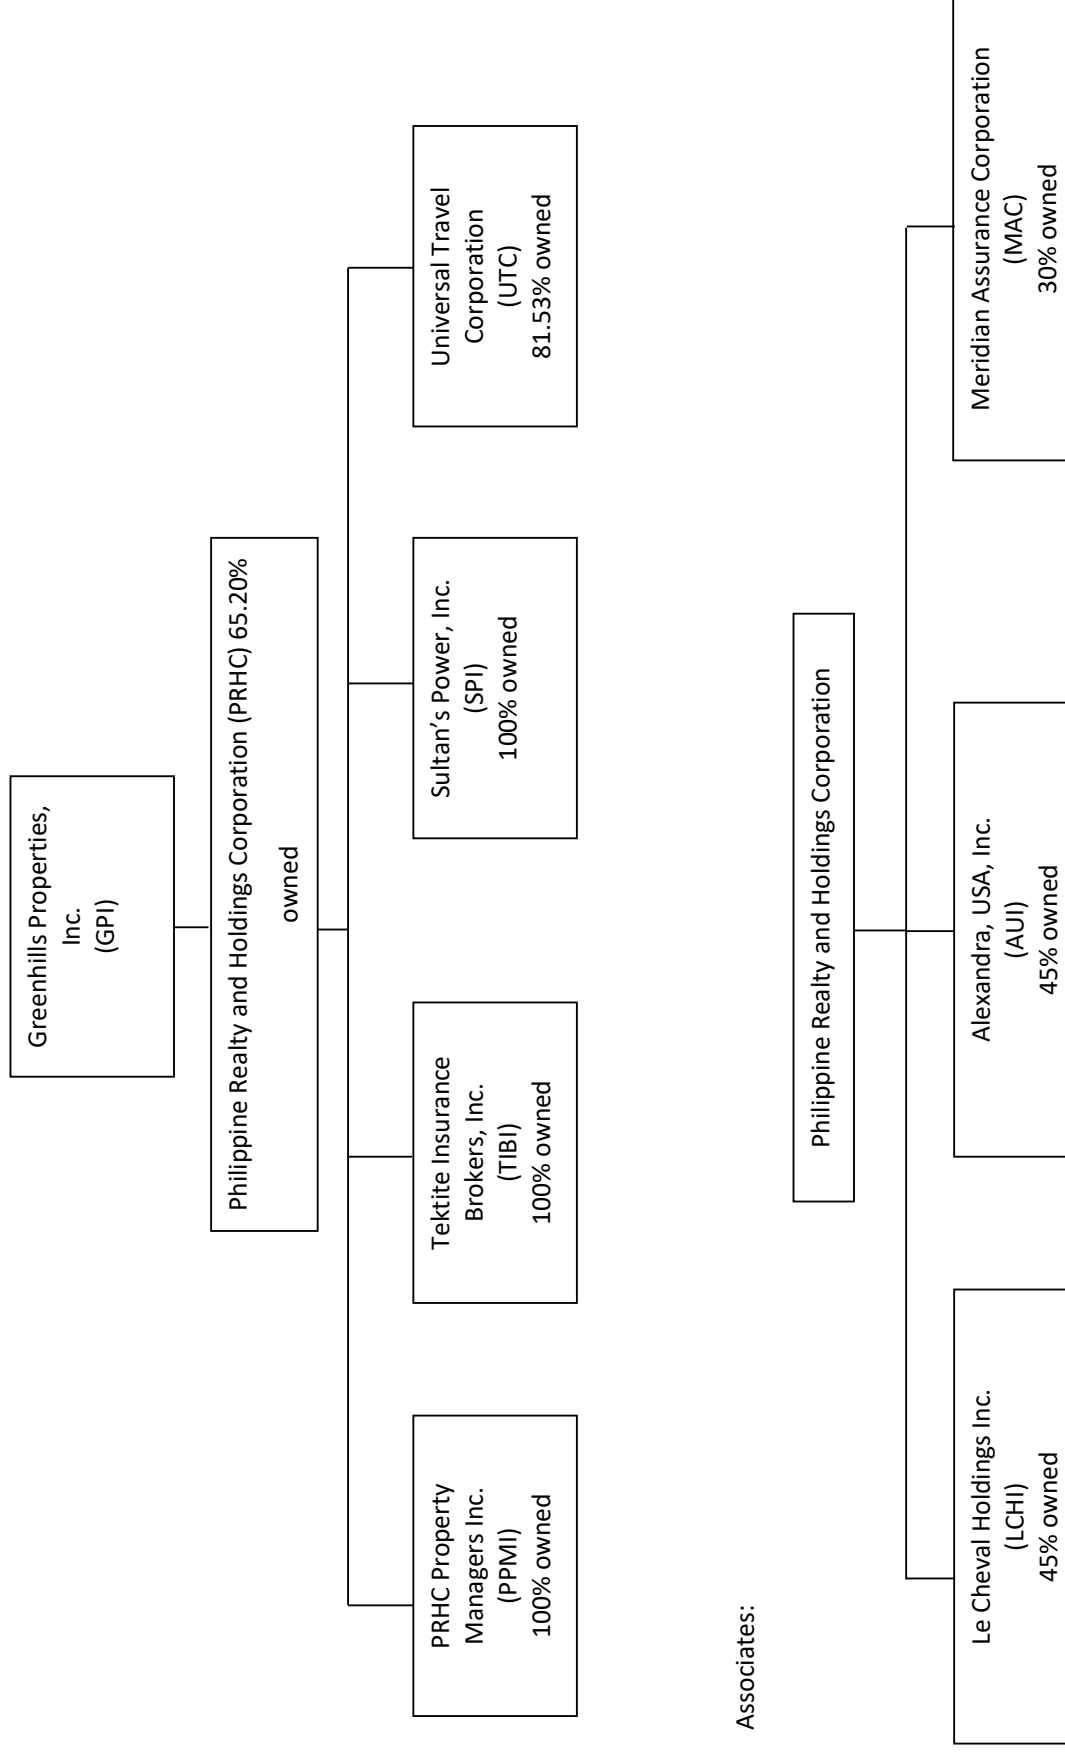 Greenhills Properties,
Inc.
(GPI)
Philippine Realty and Holdings Corporation (PRHC) 65.20%
owned
PRHC Property
Managers Inc.
(PPMI)
100% owned
Tektite Insurance
Brokers, Inc.
(TIBI)
100% owned
Sultan’s Power, Inc.
(SPI)
100% owned
Universal Travel
Corporation
(UTC)
81.53% owned
Associates:
Philippine Realty and Holdings Corporation
Le Cheval Holdings Inc.
(LCHI)
45% owned
Alexandra, USA, Inc.
(AUI)
45% owned
Meridian Assurance Corporation
(MAC)
30% owned